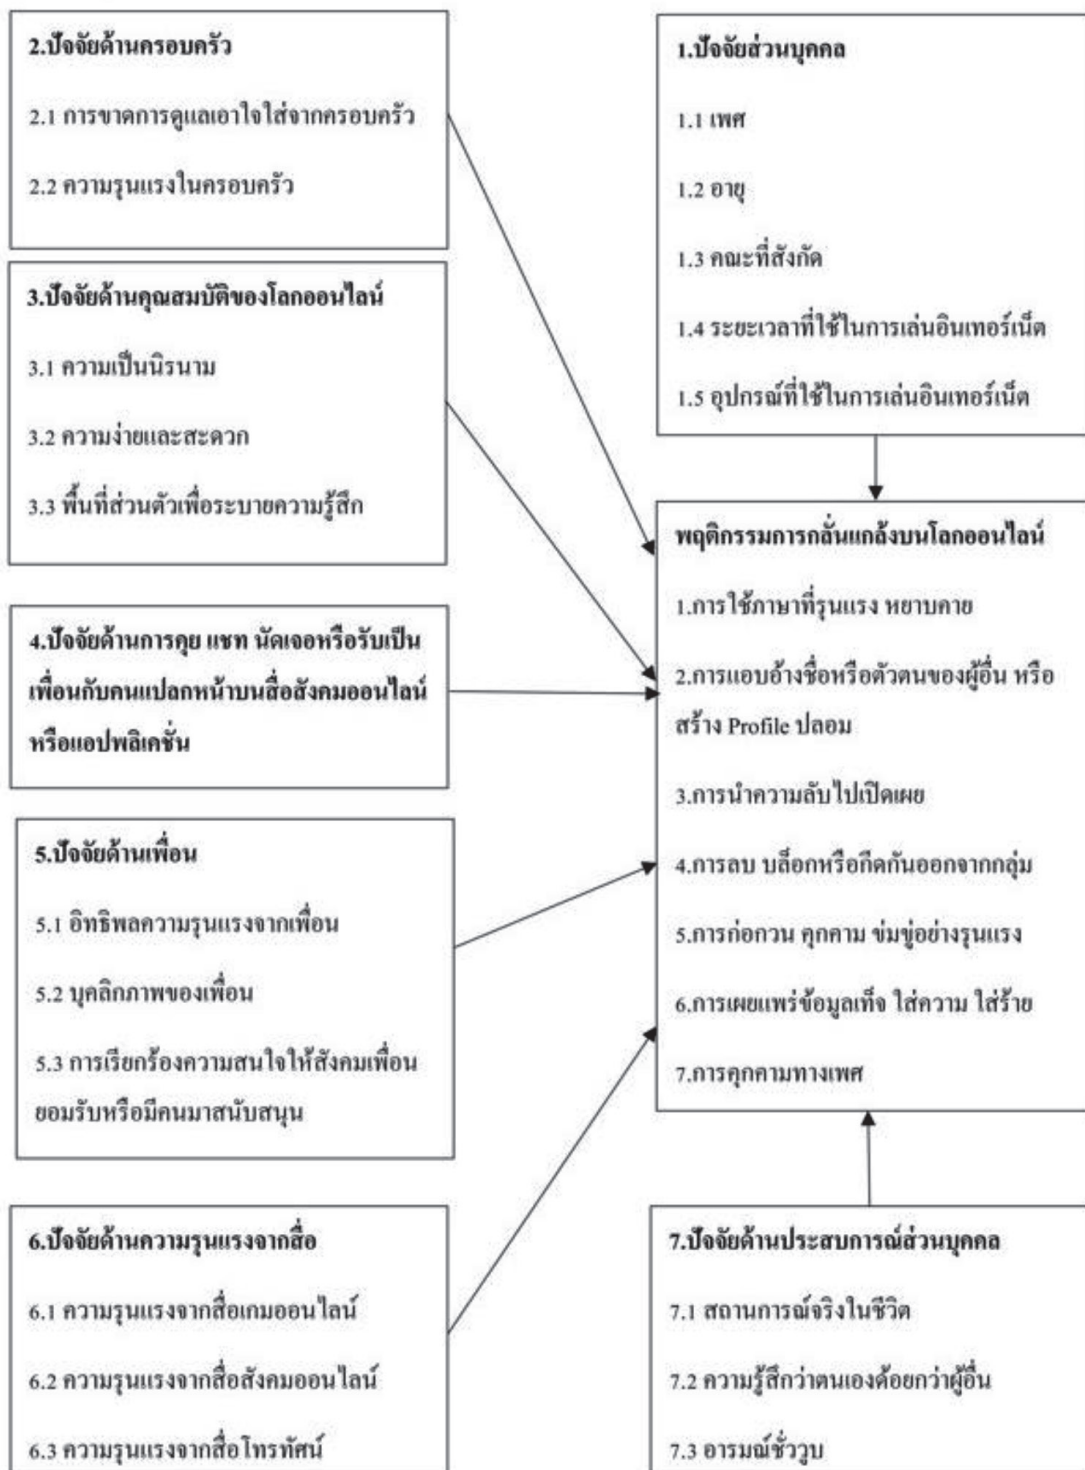 2.ปัจจัยด้านครอบครัว
2.1 การขาดการดูแลเอาใจใส่จากครอบครัว
2.2 ความรุนแรงในครอบครัว
1.ปัจจัยส่วนบุคคล
1.1 เพศ
1.2 อายุ
1.3 คณะที่สังกัด
1.4 ระยะเวลาที่ใช้ในการเล่นอินเทอร์เน็ต
1.5 อุปกรณ์ที่ใช้ในการเล่นอินเทอร์เน็ต
3.ปัจจัยด้านคุณสมบัติของโลกออนไลน์
3.1 ความเป็นนิรนาม
3.2 ความง่ายและสะดวก
3.3 พื้นที่ส่วนตัวเพื่อระบายความรู้สึก
4.ปัจจัยด้านการคุย แชท นัดเจอหรือรับเป็น
เพื่อนกับคนแปลกหน้าบนสื่อสังคมออนไลน์
หรือแอปพลิเคชั่น
พฤติกรรมการกลั่นแกล้งบนโลกออนไลน์
1.การใช้ภาษาที่รุนแรง หยาบคาย
2.การแอบอ้างชื่อหรือตัวตนของผู้อื่น หรือ
สร้าง Profile ปลอม
3.การนำความลับไปเปิดเผย
4.การลบ บล็อกหรือกีดกันออกจากกลุ่ม
5.การก่อกวน คุกคาม ข่มขู่อย่างรุนแรง
6.การเผยแพร่ข้อมูลเท็จ ใส่ความ ใส่ร้าย
7.การคุกคามทางเพศ
5.ปัจจัยด้านเพื่อน
5.1 อิทธิพลความรุนแรงจากเพื่อน
5.2 บุคลิกภาพของเพื่อน
5.3 การเรียกร้องความสนใจให้สังคมเพื่อน
ยอมรับหรือมีคนมาสนับสนุน
6.ปัจจัยด้านความรุนแรงจากสื่อ
6.1 ความรุนแรงจากสื่อเกมออนไลน์
6.2 ความรุนแรงจากสื่อสังคมออนไลน์
6.3 ความรุนแรงจากสื่อโทรทัศน์
7.ปัจจัยด้านประสบการณ์ส่วนบุคคล
7.1 สถานการณ์จริงในชีวิต
7.2 ความรู้สึกว่าตนเองด้อยกว่าผู้อื่น
7.3 อารมณ์ชั่ววูบ